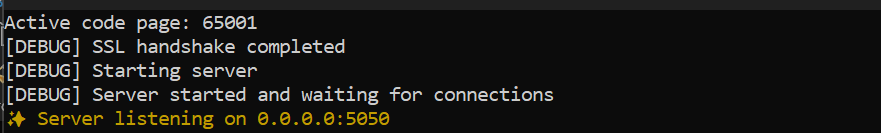 Active code page: 65001
[DEBUG] SSL handshake completed
[DEBUG] Starting server
[DEBUG] Server started and waiting for connections
✨ Server listening on 0.0.0.0:5050